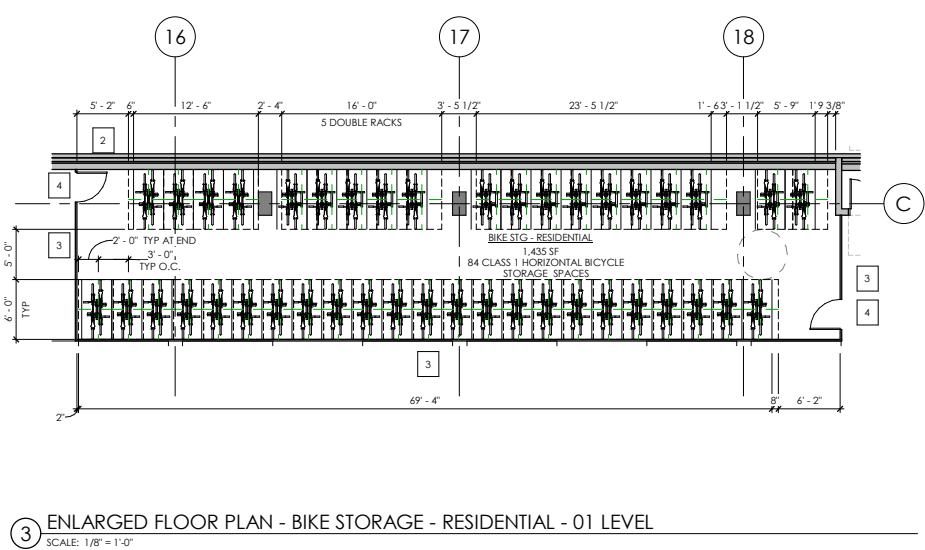 16
17
18
5' - 2" 6" 12' - 6" 2' - 4" 16' - 0" 3' - 5 1/2" 23' - 5 1/2" 1' - 6 3' - 1 1/2" 5' - 9" 1' 9 3/8"
5 DOUBLE RACKS
2
4
C
3
2' - 0" TYP AT END
3' - 0"
TYP O.C.
5' - 0"
BIKE STG - RESIDENTIAL
1,435 SF
84 CLASS 1 HORIZONTAL BICYCLE
STORAGE SPACES
3
4
6' - 0"
TYP
3
69' - 4" 8" 6' - 2"
2"
3 ENLARGED FLOOR PLAN - BIKE STORAGE - RESIDENTIAL - 01 LEVEL
SCALE: 1/8" = 1'-0"